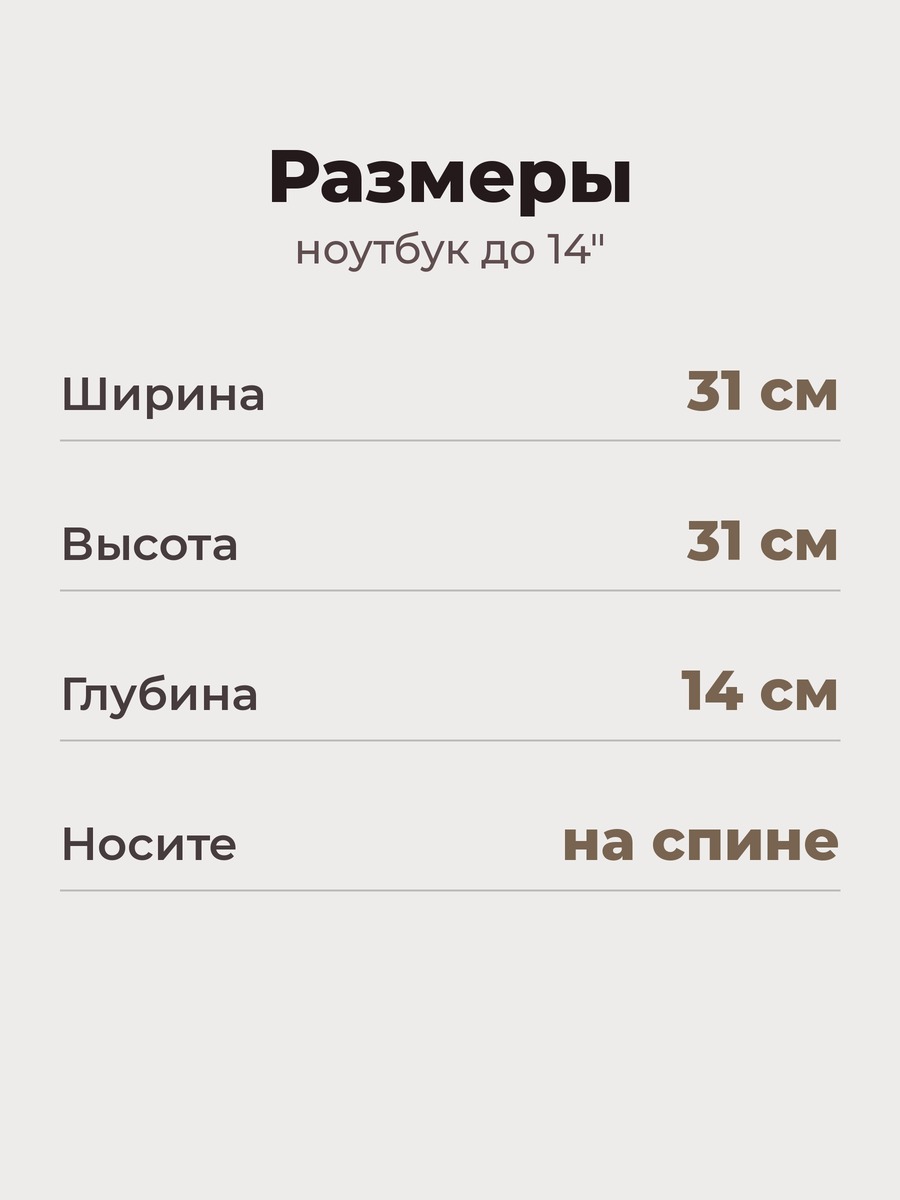 Размеры
ноутбук до 14"
Ширина 31 см
Высота 31 см
Глубина 14 см
Носите на спине